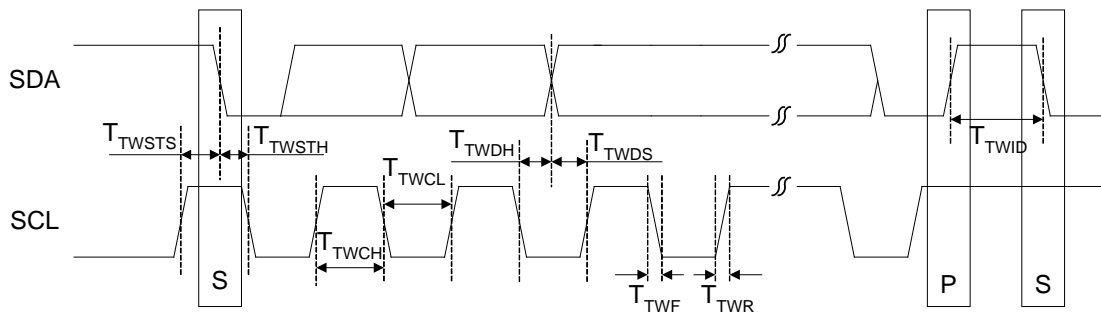 SDA
T_TWSTS
T_TWSTH
T_TWDH
T_TWDS
T_TWID
T_TWCL
SCL
T_TWCH
S
T_TWF
T_TWR
P
S